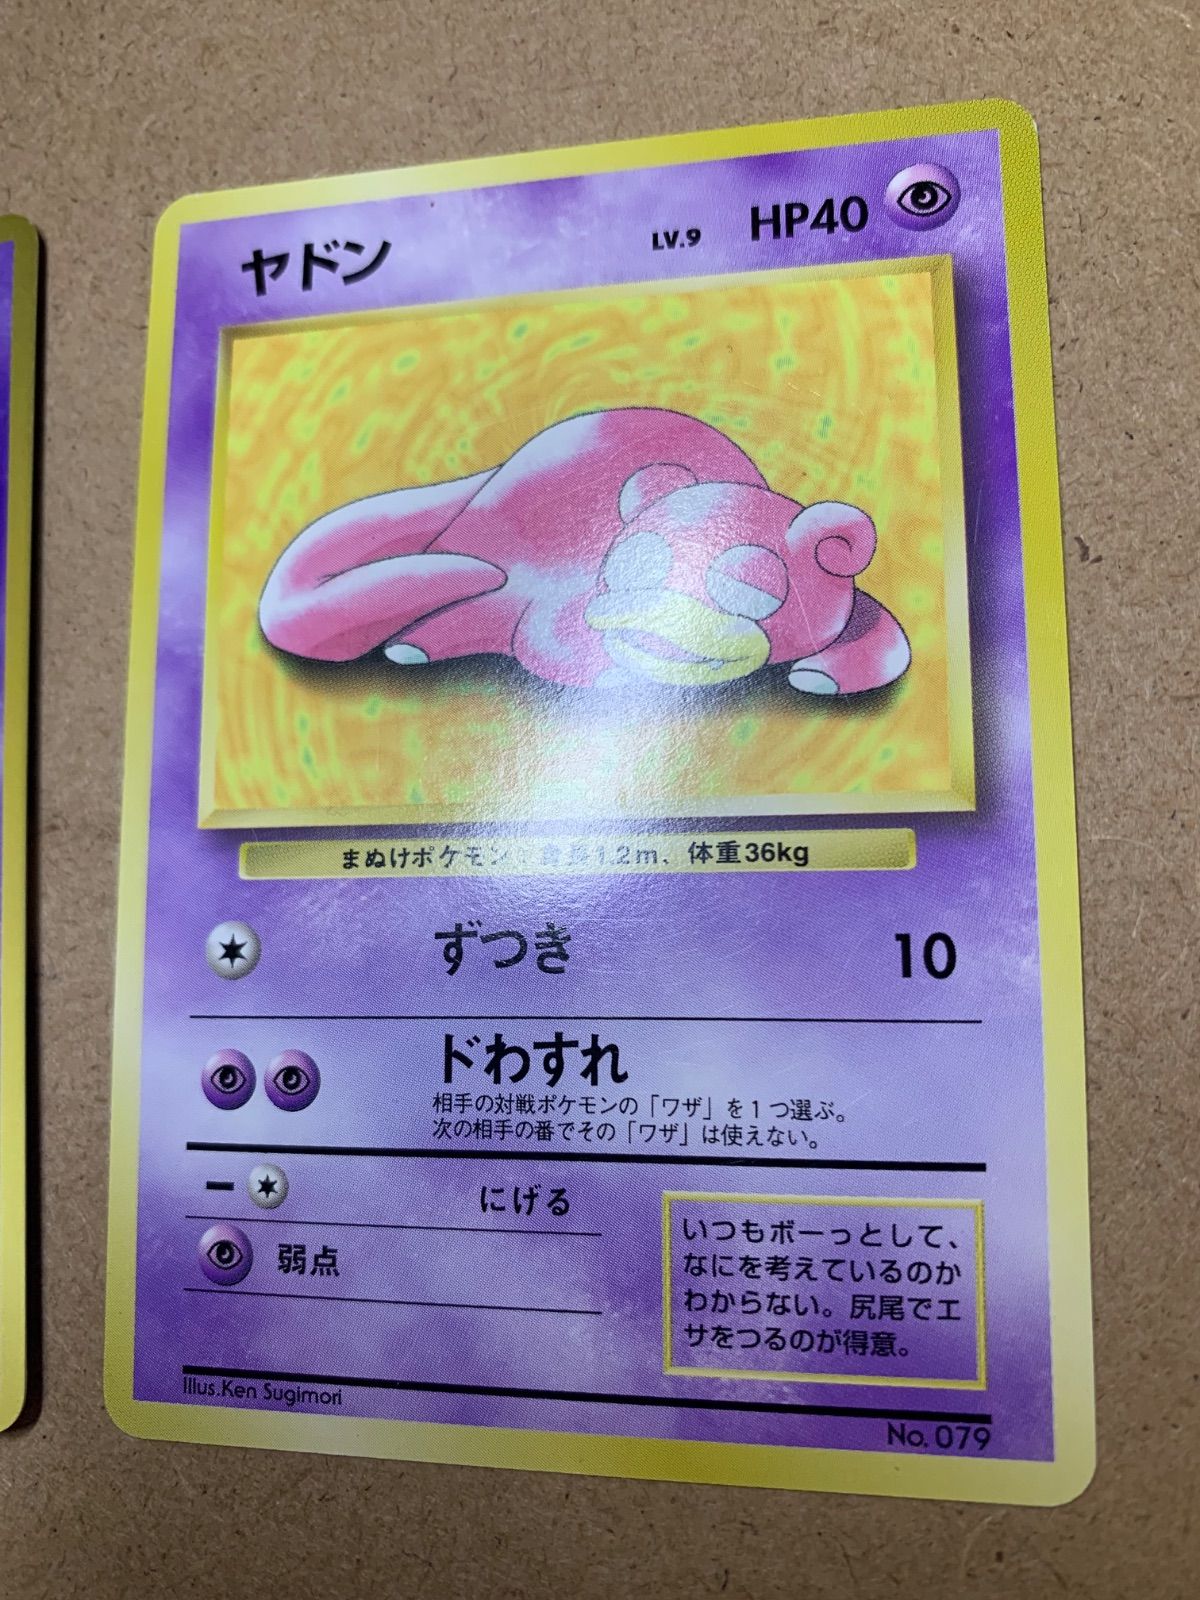 ヤドン LV.9 HP40
まぬけポケモン 身長1.2m、体重36kg
ずつき 10
ドわすれ
相手の対戦ポケモンの「ワザ」を1つ選ぶ。
次の相手の番でその「ワザ」は使えない。
ー にげる
弱点
いつもボーっとして、
なにを考えているのか
わからない。尻尾でエ
サをつるのが得意。
Illus.Ken Sugimori
No.079